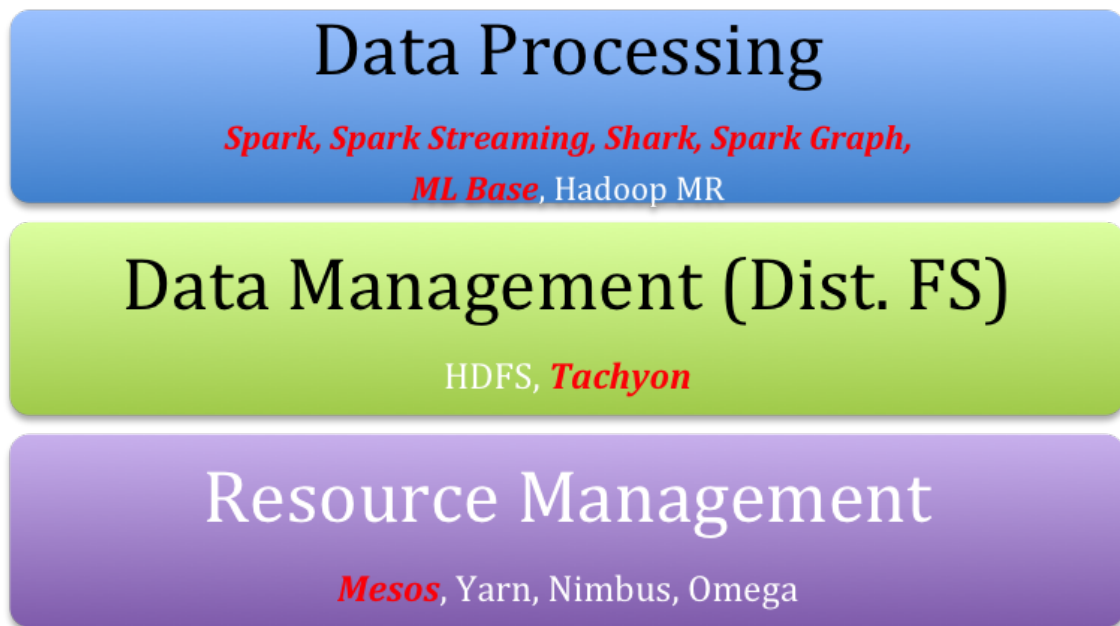 Data Processing
Spark, Spark Streaming, Shark, Spark Graph,
ML Base, Hadoop MR
Data Management (Dist. FS)
HDFS, Tachyon
Resource Management
Mesos, Yarn, Nimbus, Omega